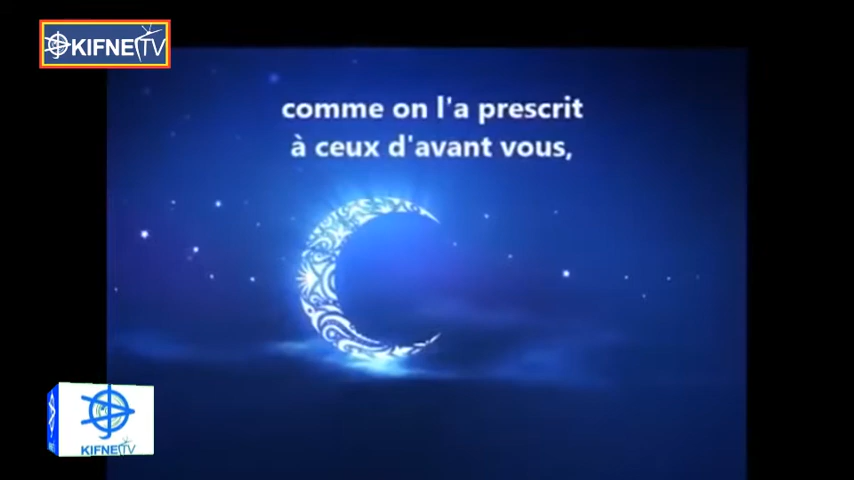 KIFNETV
comme on l'a prescrit
à ceux d'avant vous,
KIFNETV